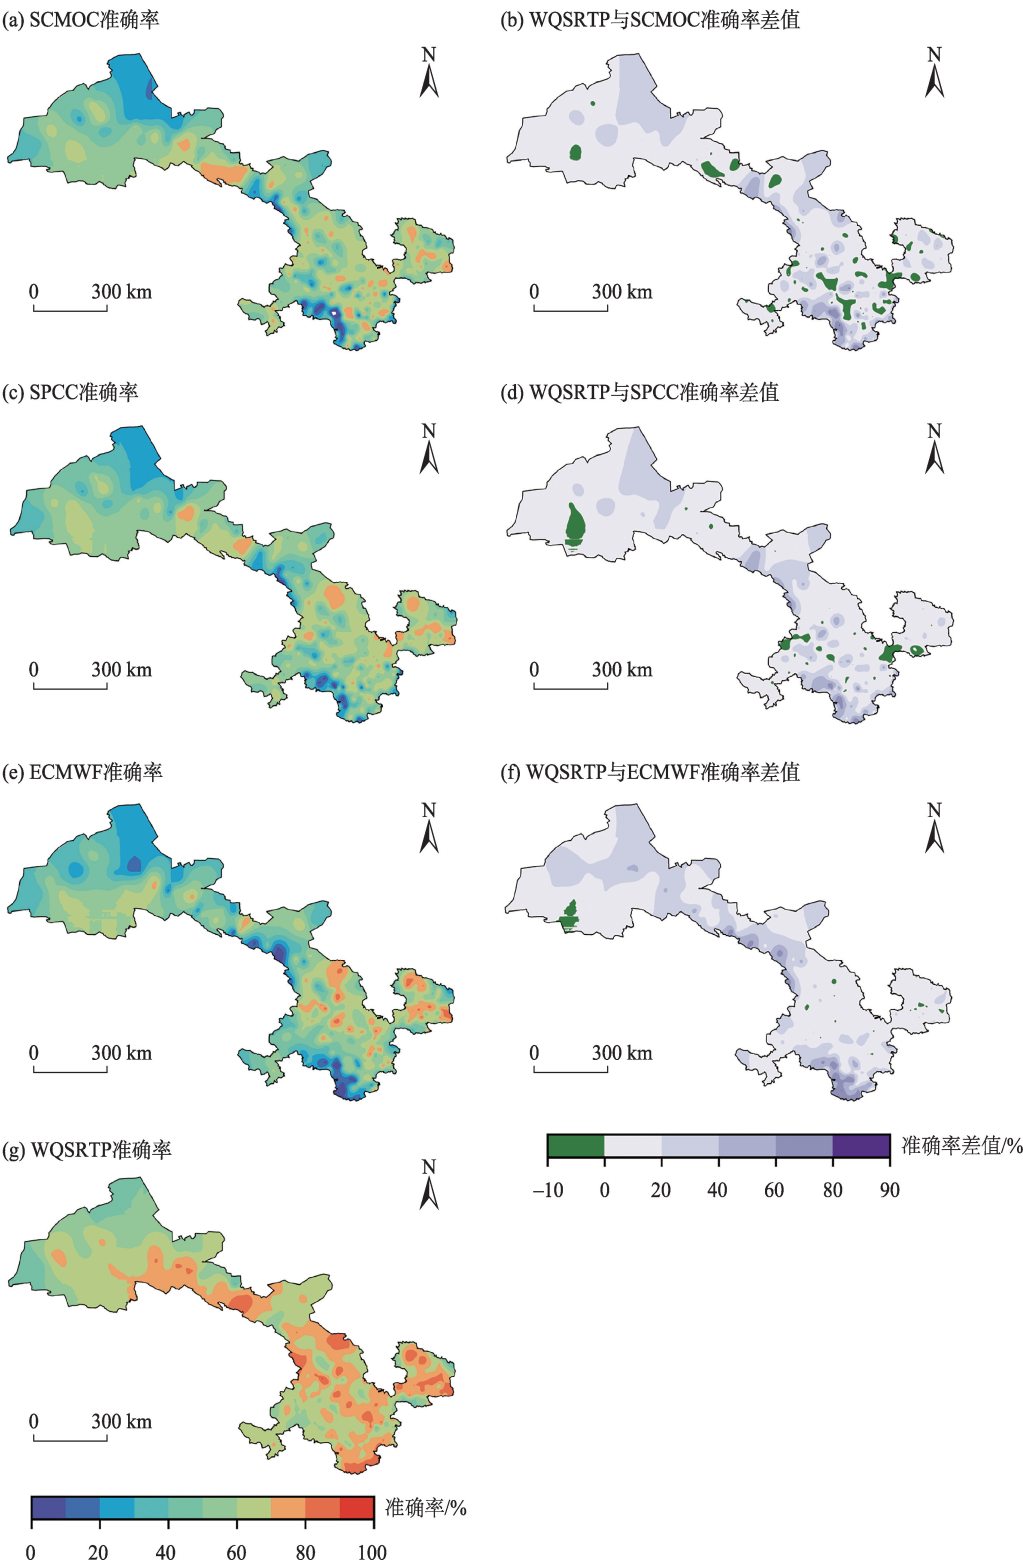 (a) SCMOC准确率
(b) WQSRTP与SCMOC准确率差值
N
N
0 300 km
0 300 km
(c) SPCC准确率
(d) WQSRTP与SPCC准确率差值
N
N
0 300 km
0 300 km
(e) ECMWF准确率
(f) WQSRTP与ECMWF准确率差值
N
N
0 300 km
0 300 km
准确率差值/%
–10 0 20 40 60 80 90
(g) WQSRTP准确率
N
0 300 km
准确率/%
0 20 40 60 80 100